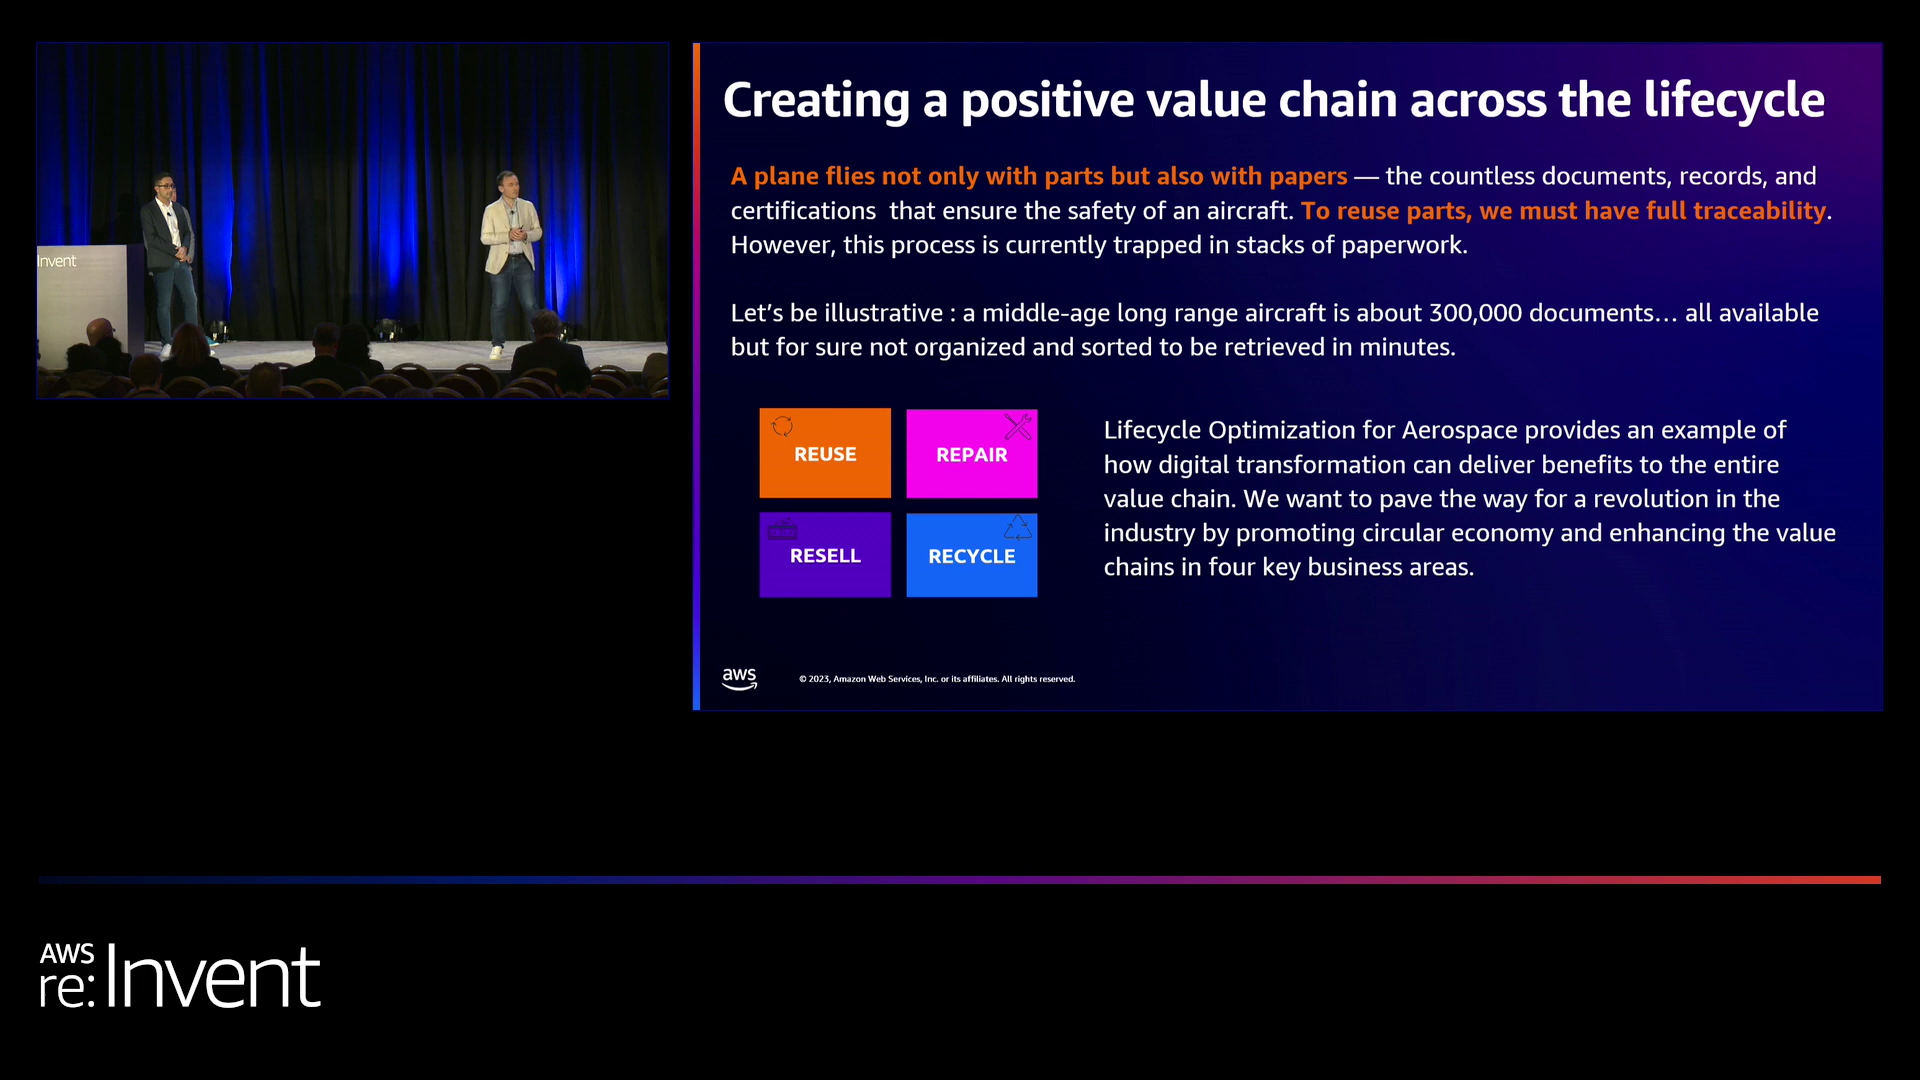 Invent
Creating a positive value chain across the lifecycle
A plane flies not only with parts but also with papers — the countless documents, records, and
certifications  that ensure the safety of an aircraft. To reuse parts, we must have full traceability.
However, this process is currently trapped in stacks of paperwork.
Let’s be illustrative : a middle-age long range aircraft is about 300,000 documents… all available
but for sure not organized and sorted to be retrieved in minutes.
REUSE
REPAIR
RESELL
RECYCLE
Lifecycle Optimization for Aerospace provides an example of
how digital transformation can deliver benefits to the entire
value chain. We want to pave the way for a revolution in the
industry by promoting circular economy and enhancing the value
chains in four key business areas.
aws
© 2023, Amazon Web Services, Inc. or its affiliates. All rights reserved.
AWS
re:Invent